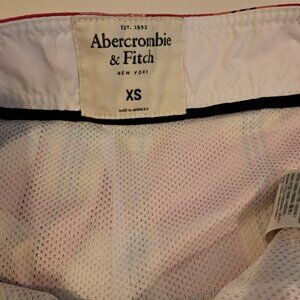 EST. 1892
Abercrombie
& Fitch
NEW YORK
XS
MADE IN INDONESIA